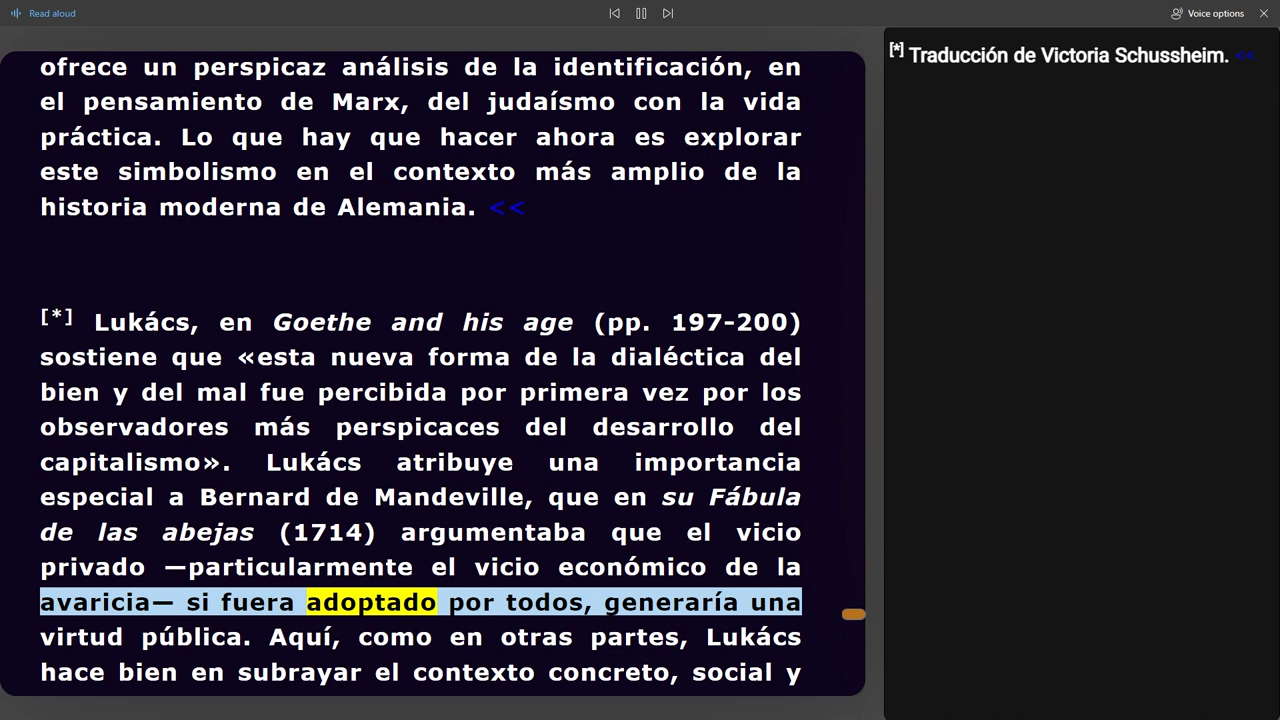 Read aloud
Voice options
ofrece un perspicaz análisis de la identificación, en
el pensamiento de Marx, del judaísmo con la vida
práctica. Lo que hay que hacer ahora es explorar
este simbolismo en el contexto más amplio de la
historia moderna de Alemania. <<
[*] Lukács, en Goethe and his age (pp. 197-200)
sostiene que «esta nueva forma de la dialéctica del
bien y del mal fue percibida por primera vez por los
observadores más perspicaces del desarrollo del
capitalismo». Lukács atribuye una importancia
especial a Bernard de Mandeville, que en su Fábula
de las abejas (1714) argumentaba que el vicio
privado —particularmente el vicio económico de la
avaricia— si fuera adoptado por todos, generaría una
virtud pública. Aquí, como en otras partes, Lukács
hace bien en subrayar el contexto concreto, social y
[*] Traducción de Victoria Schussheim. <<